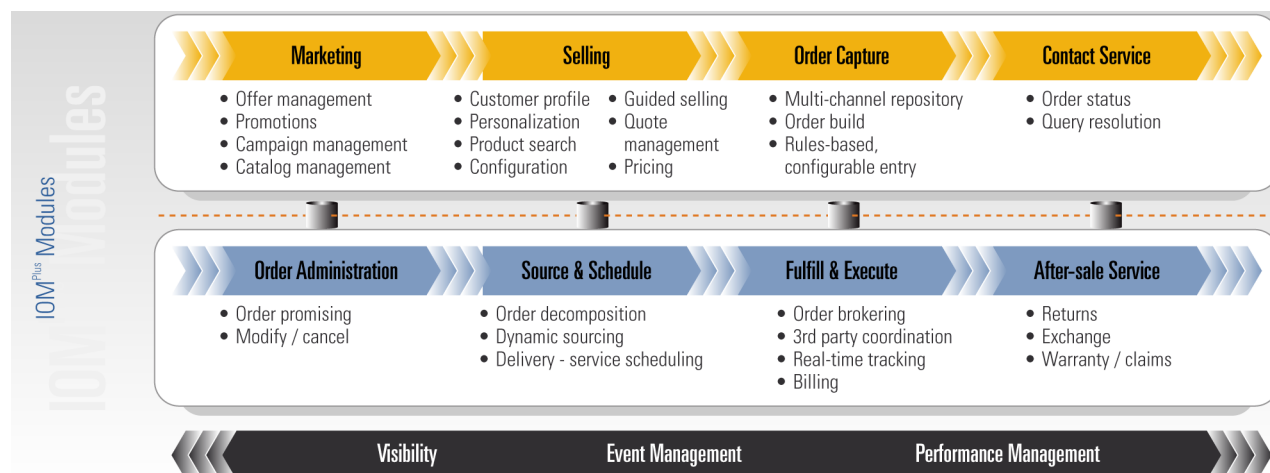 IOM Modules
IOM Plus Modules
Marketing
• Offer management
• Promotions
• Campaign management
• Catalog management
Selling
• Customer profile
• Personalization
• Product search
• Configuration
• Guided selling
• Quote
management
• Pricing
Order Capture
• Multi-channel repository
• Order build
• Rules-based,
configurable entry
Contact Service
• Order status
• Query resolution
Order Administration
• Order promising
• Modify / cancel
Source & Schedule
• Order decomposition
• Dynamic sourcing
• Delivery - service scheduling
Fulfill & Execute
• Order brokering
• 3rd party coordination
• Real-time tracking
• Billing
After-sale Service
• Returns
• Exchange
• Warranty / claims
Visibility
Event Management
Performance Management